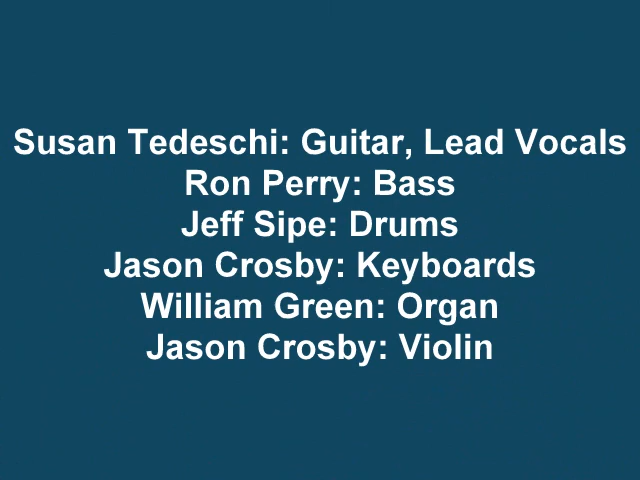 Susan Tedeschi: Guitar, Lead Vocals
Ron Perry: Bass
Jeff Sipe: Drums
Jason Crosby: Keyboards
William Green: Organ
Jason Crosby: Violin